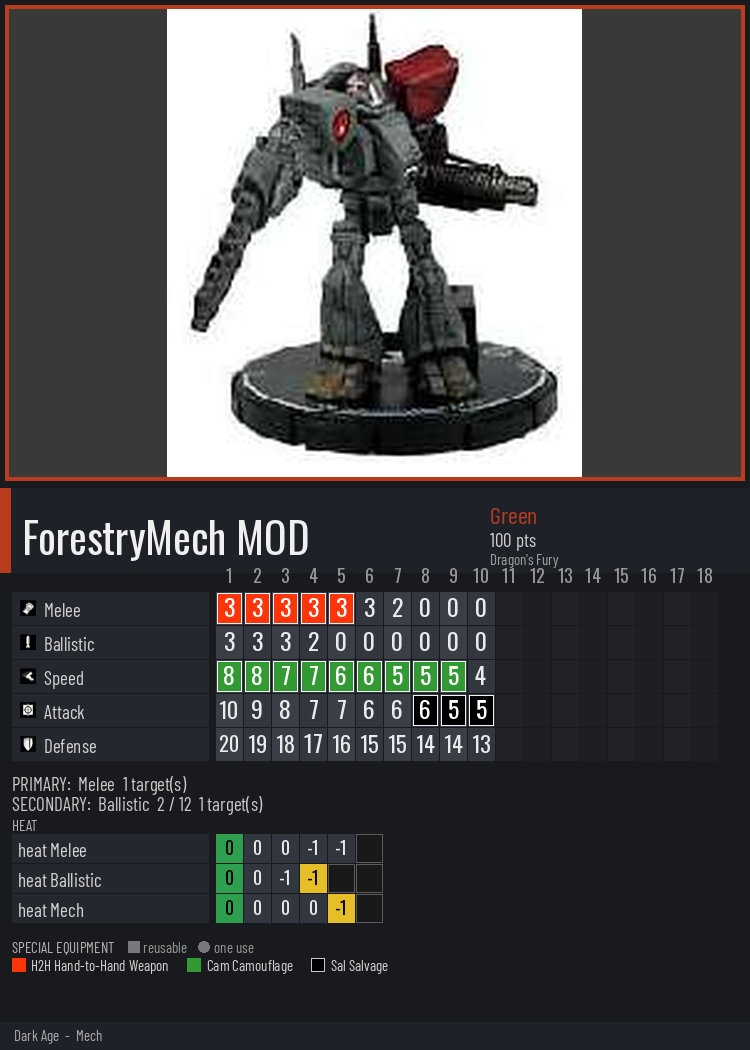 ForestryMech MOD
Green
100 pts
Dragon's Fury
1 2 3 4 5 6 7 8 9 10 11 12 13 14 15 16 17 18
Melee 3 3 3 3 3 3 2 0 0 0
Ballistic 3 3 3 2 0 0 0 0 0 0
Speed 8 8 7 7 6 6 5 5 5 4
Attack 10 9 8 7 7 6 6 6 5 5
Defense 20 19 18 17 16 15 15 14 14 13
PRIMARY: Melee 1 target(s)
SECONDARY: Ballistic 2 / 12 1 target(s)
HEAT
heat Melee 0 0 0 -1 -1
heat Ballistic 0 0 -1 -1
heat Mech 0 0 0 0 -1
SPECIAL EQUIPMENT reusable one use
H2H Hand-to-Hand Weapon Cam Camouflage Sal Salvage
Dark Age - Mech